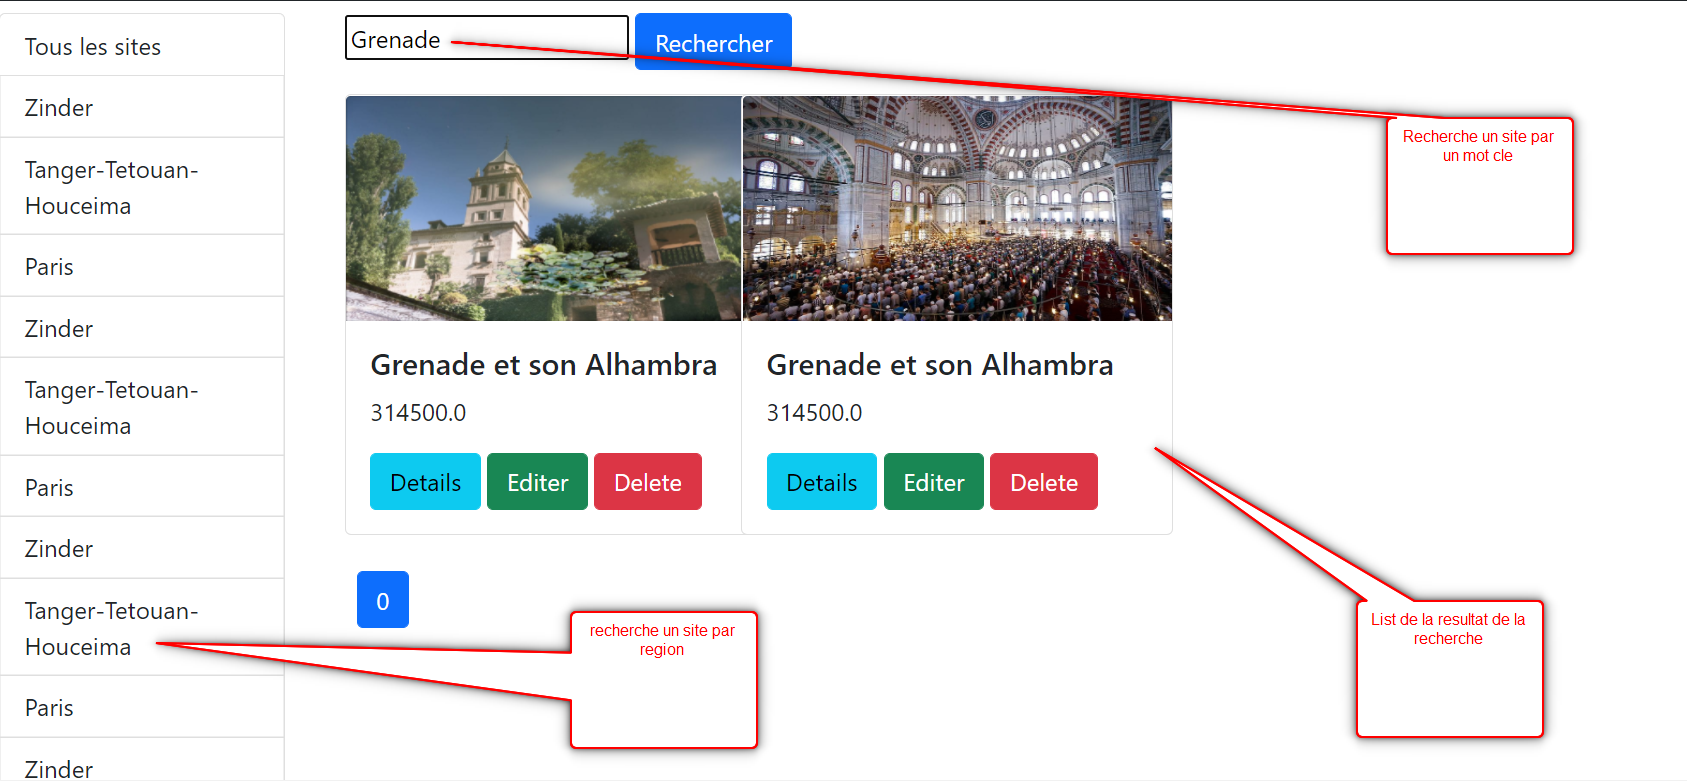 Tous les sites
Zinder
Tanger-Tetouan-
Houceima
Paris
Zinder
Tanger-Tetouan-
Houceima
Paris
Zinder
Tanger-Tetouan-
Houceima
Paris
Zinder
Grenade
Rechercher
Recherche un site par
un mot cle
Grenade et son Alhambra
314500.0
Details
Editer
Delete
Grenade et son Alhambra
314500.0
Details
Editer
Delete
0
recherche un site par
region
List de la resultat de la
recherche